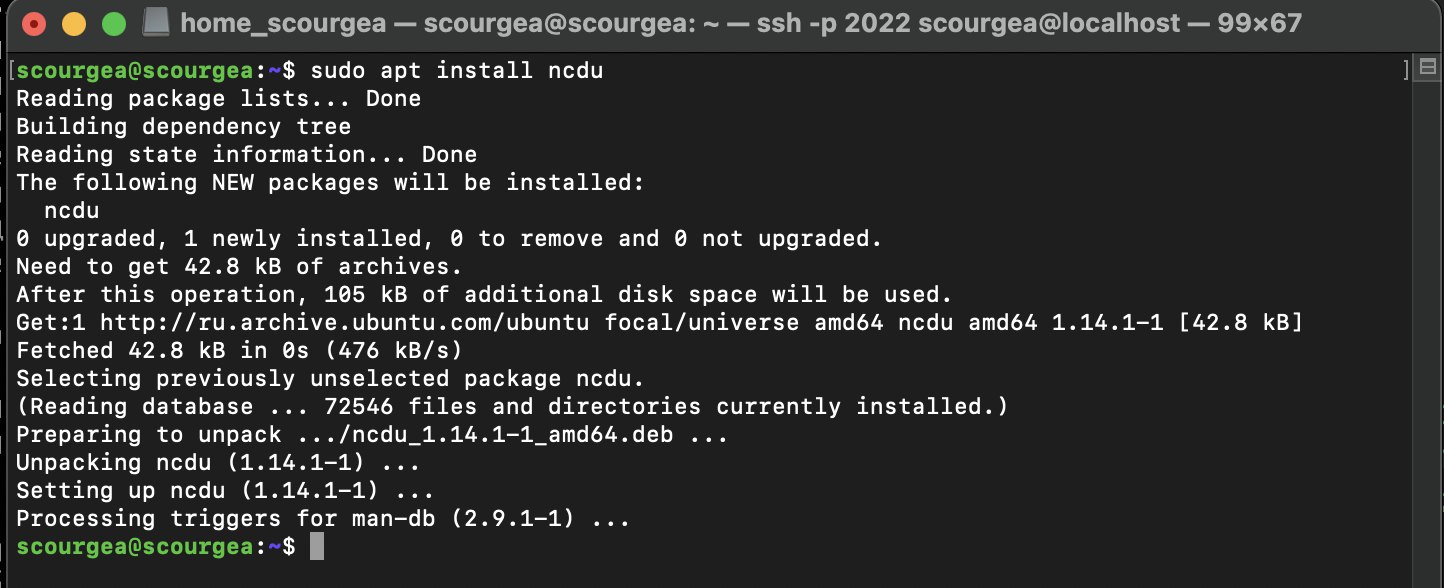 home_scourgea — scourgea@scourgea: ~ — ssh -p 2022 scourgea@localhost — 99×67
[scourgea@scourgea:~$ sudo apt install ncdu ]
Reading package lists... Done
Building dependency tree
Reading state information... Done
The following NEW packages will be installed:
  ncdu
0 upgraded, 1 newly installed, 0 to remove and 0 not upgraded.
Need to get 42.8 kB of archives.
After this operation, 105 kB of additional disk space will be used.
Get:1 http://ru.archive.ubuntu.com/ubuntu focal/universe amd64 ncdu amd64 1.14.1-1 [42.8 kB]
Fetched 42.8 kB in 0s (476 kB/s)
Selecting previously unselected package ncdu.
(Reading database ... 72546 files and directories currently installed.)
Preparing to unpack .../ncdu_1.14.1-1_amd64.deb ...
Unpacking ncdu (1.14.1-1) ...
Setting up ncdu (1.14.1-1) ...
Processing triggers for man-db (2.9.1-1) ...
scourgea@scourgea:~$